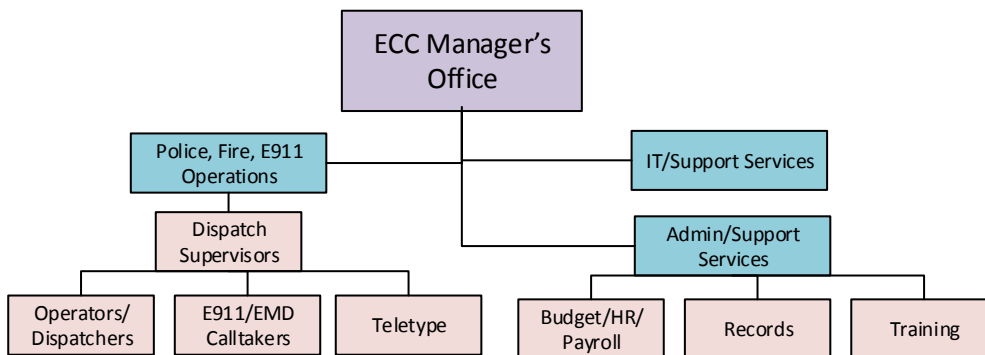 ECC Manager's
Office
Police, Fire, E911
Operations
IT/Support Services
Dispatch
Supervisors
Admin/Support
Services
Operators/
Dispatchers
E911/EMD
Calltakers
Teletype
Budget/HR/
Payroll
Records
Training